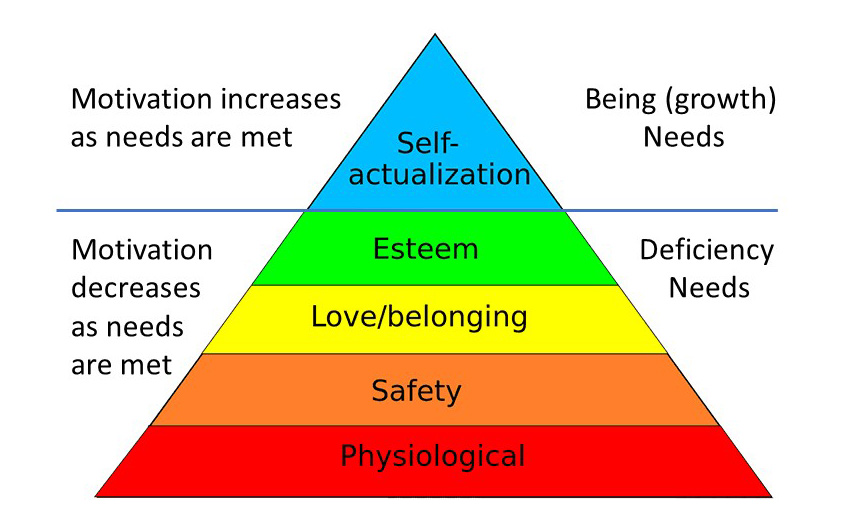 Motivation increases
as needs are met
Being (growth)
Needs
Self-
actualization
Motivation
decreases
as needs
are met
Esteem
Deficiency
Needs
Love/belonging
Safety
Physiological